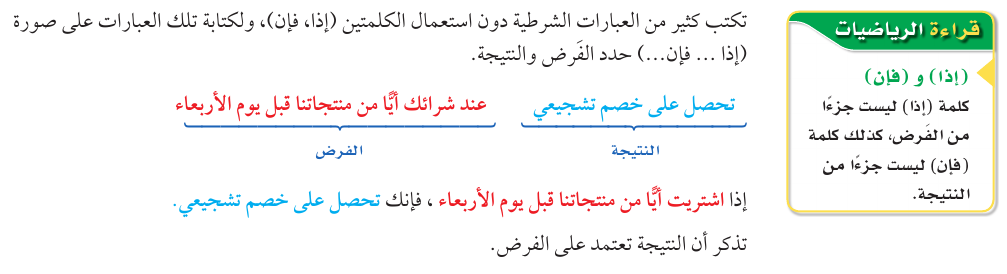 تكتب كثير من العبارات الشرطية دون استعمال الكلمتين (إذا، فإن)، ولكتابة تلك العبارات على صورة
(إذا ... فإن...) حدد الفَرض والنتيجة.
تحصل على خصم تشجيعي عند شرائك أيًّا من منتجاتنا قبل يوم الأربعاء
النتيجة الفرض
إذا اشتريت أيًّا من منتجاتنا قبل يوم الأربعاء ، فإنك تحصل على خصم تشجيعي.
تذكر أن النتيجة تعتمد على الفرض.
قراءة الرياضيات
(إذا) و (فإن)
كلمة (إذا) ليست جزءًا
من الفَرض، كذلك كلمة
(فإن) ليست جزءًا من
النتيجة.